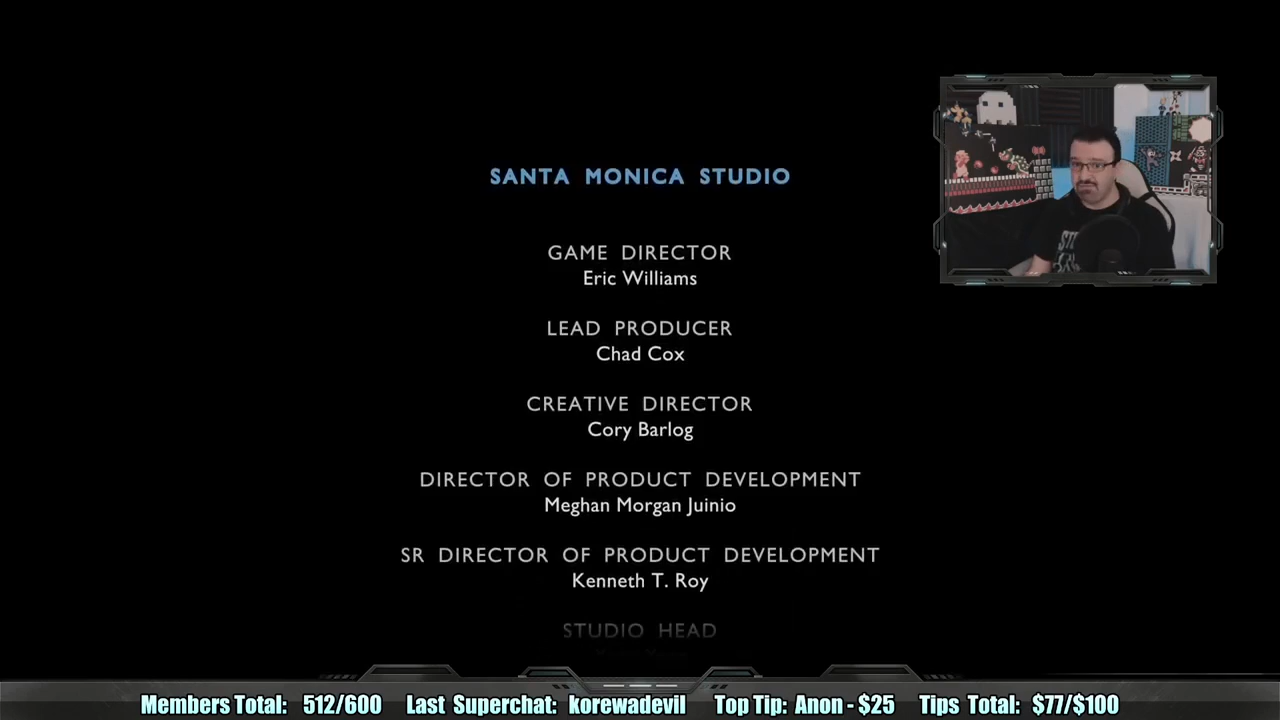 SANTA MONICA STUDIO
GAME DIRECTOR
Eric Williams
LEAD PRODUCER
Chad Cox
CREATIVE DIRECTOR
Cory Barlog
DIRECTOR OF PRODUCT DEVELOPMENT
Meghan Morgan Juinio
SR DIRECTOR OF PRODUCT DEVELOPMENT
Kenneth T. Roy
STUDIO HEAD
Members Total: 512/600 Last Superchat: korewadevil Top Tip: Anon - $25 Tips Total: $77/$100